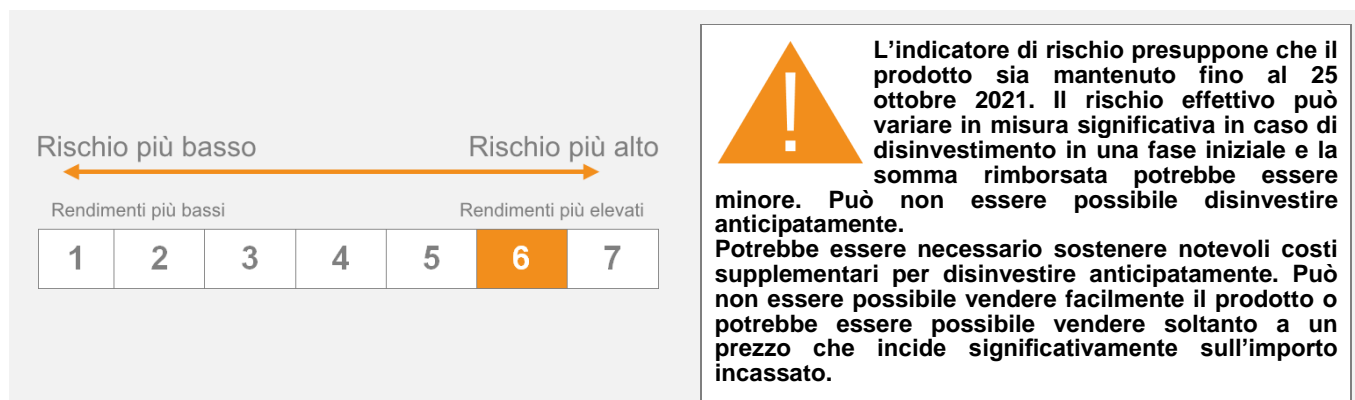 Rischio più basso
Rischio più alto
Rendimenti più bassi
Rendimenti più elevati
1 2 3 4 5 6 7
!
L’indicatore di rischio presuppone che il
prodotto sia mantenuto fino al 25
ottobre 2021. Il rischio effettivo può
variare in misura significativa in caso di
disinvestimento in una fase iniziale e la
somma rimborsata potrebbe essere
minore. Può non essere possibile disinvestire
anticipatamente.
Potrebbe essere necessario sostenere notevoli costi
supplementari per disinvestire anticipatamente. Può
non essere possibile vendere facilmente il prodotto o
potrebbe essere possibile vendere soltanto a un
prezzo che incide significativamente sull’importo
incassato.